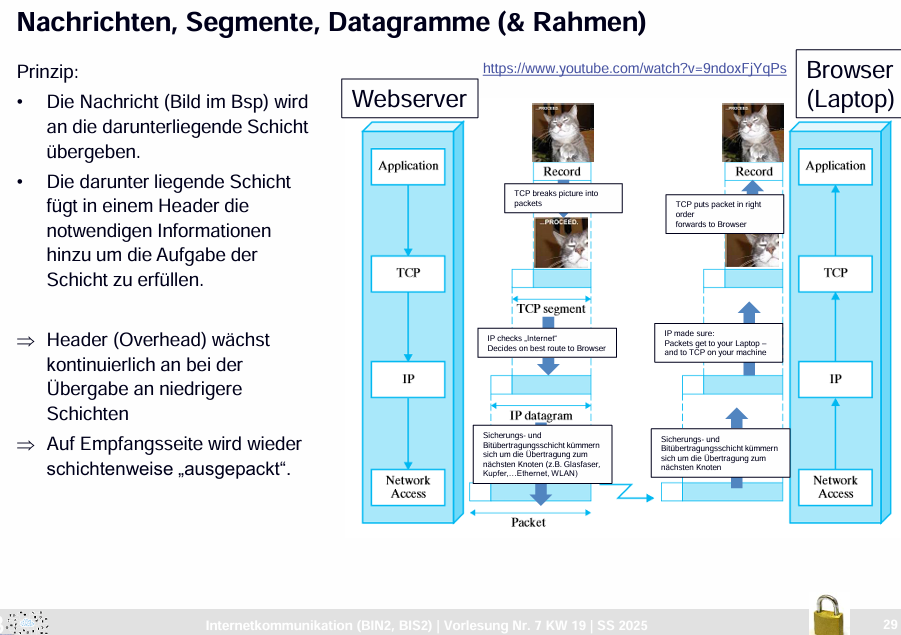 Nachrichten, Segmente, Datagramme (& Rahmen)
Prinzip:
• Die Nachricht (Bild im Bsp) wird
an die darunterliegende Schicht
übergeben.
• Die darunter liegende Schicht
fügt in einem Header die
notwendigen Informationen
hinzu um die Aufgabe der
Schicht zu erfüllen.
⇒ Header (Overhead) wächst
kontinuierlich an bei der
Übergabe an niedrigere
Schichten
⇒ Auf Empfangsseite wird wieder
schichtenweise „ausgepackt“.
https://www.youtube.com/watch?v=9ndoxFjYqPs
Webserver
Application
TCP
IP
Network
Access
...PROCEED.
Record
TCP breaks picture into
packets
...PROCEED.
TCP segment
IP checks „Internet“
Decides on best route to Browser
IP datagram
Sicherungs- und
Bitübertragungsschicht kümmern
sich um die Übertragung zum
nächsten Knoten (z.B. Glasfaser,
Kupfer,…Ethernet, WLAN)
Packet
...PROCEED
Record
TCP puts packet in right
order
forwards to Browser
IP made sure:
Packets get to your Laptop –
and to TCP on your machine
Sicherungs- und
Bitübertragungsschicht kümmern
sich um die Übertragung zum
nächsten Knoten
Browser
(Laptop)
Application
TCP
IP
Network
Access
Internetkommunikation (BIN2, BIS2) | Vorlesung Nr. 7 KW 19 | SS 2025
29